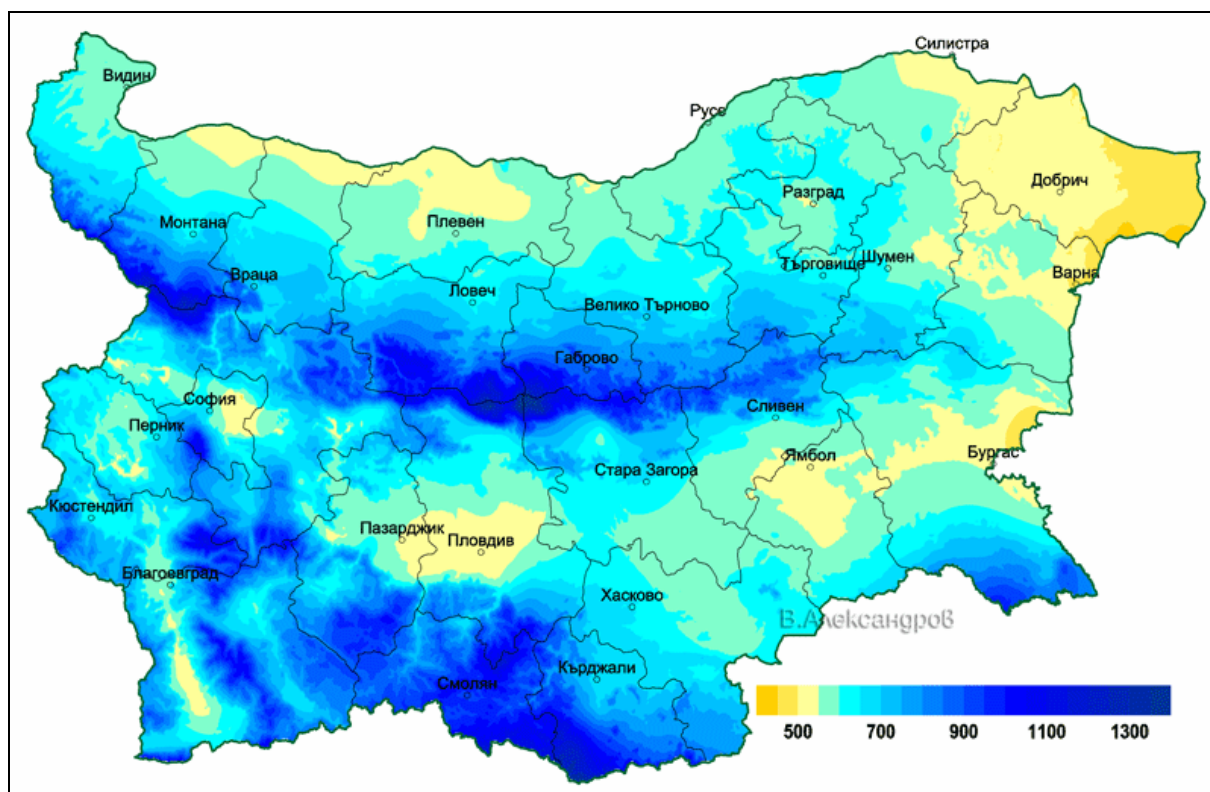 Силистра
Видин
Русе
Добрич
Разград
Монтана
Плевен
Търговище
Шумен
Варна
Враца
Ловеч
Велико Търново
Габрово
София
Перник
Сливен
Ямбол
Бургас
Стара Загора
Кюстендил
Пазарджик
Пловдив
Благоевград
Хасково
В.Александров
Кърджали
Смолян
500 700 900 1100 1300